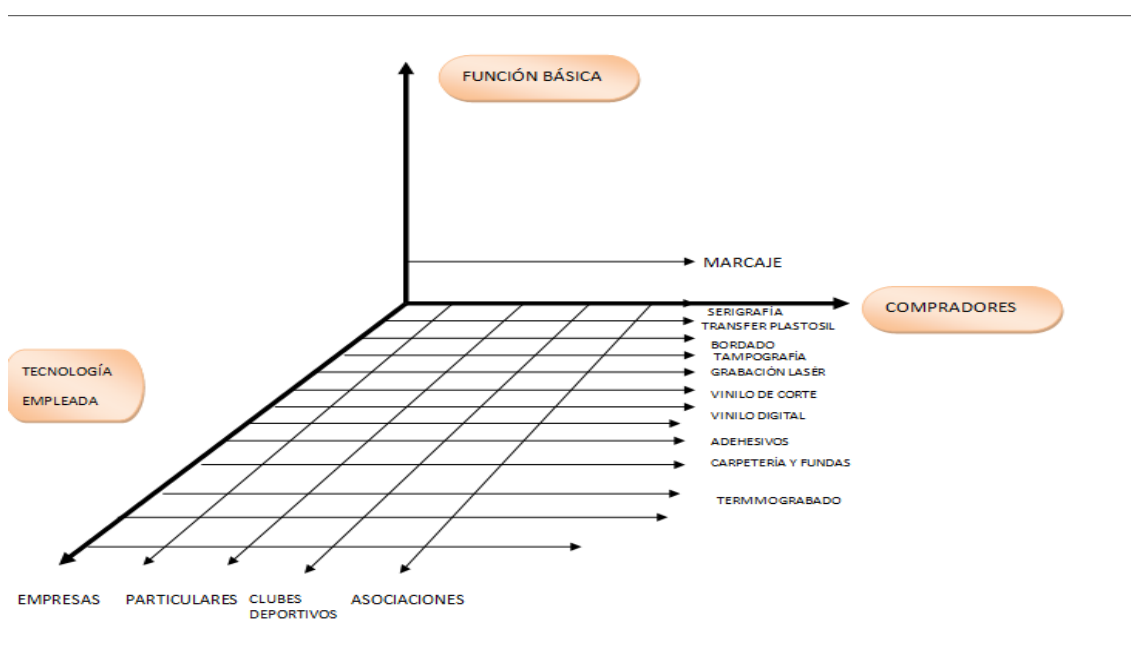 FUNCIÓN BÁSICA
MARCAJE
COMPRADORES
SERIGRAFÍA
TRANSFER PLASTOSIL
BORDADO
TAMPOGRAFÍA
GRABACIÓN LASÉR
VINILO DE CORTE
VINILO DIGITAL
ADEHESIVOS
CARPETERÍA Y FUNDAS
TERMMOGRABADO
TECNOLOGÍA
EMPLEADA
EMPRESAS
PARTICULARES
CLUBES
DEPORTIVOS
ASOCIACIONES